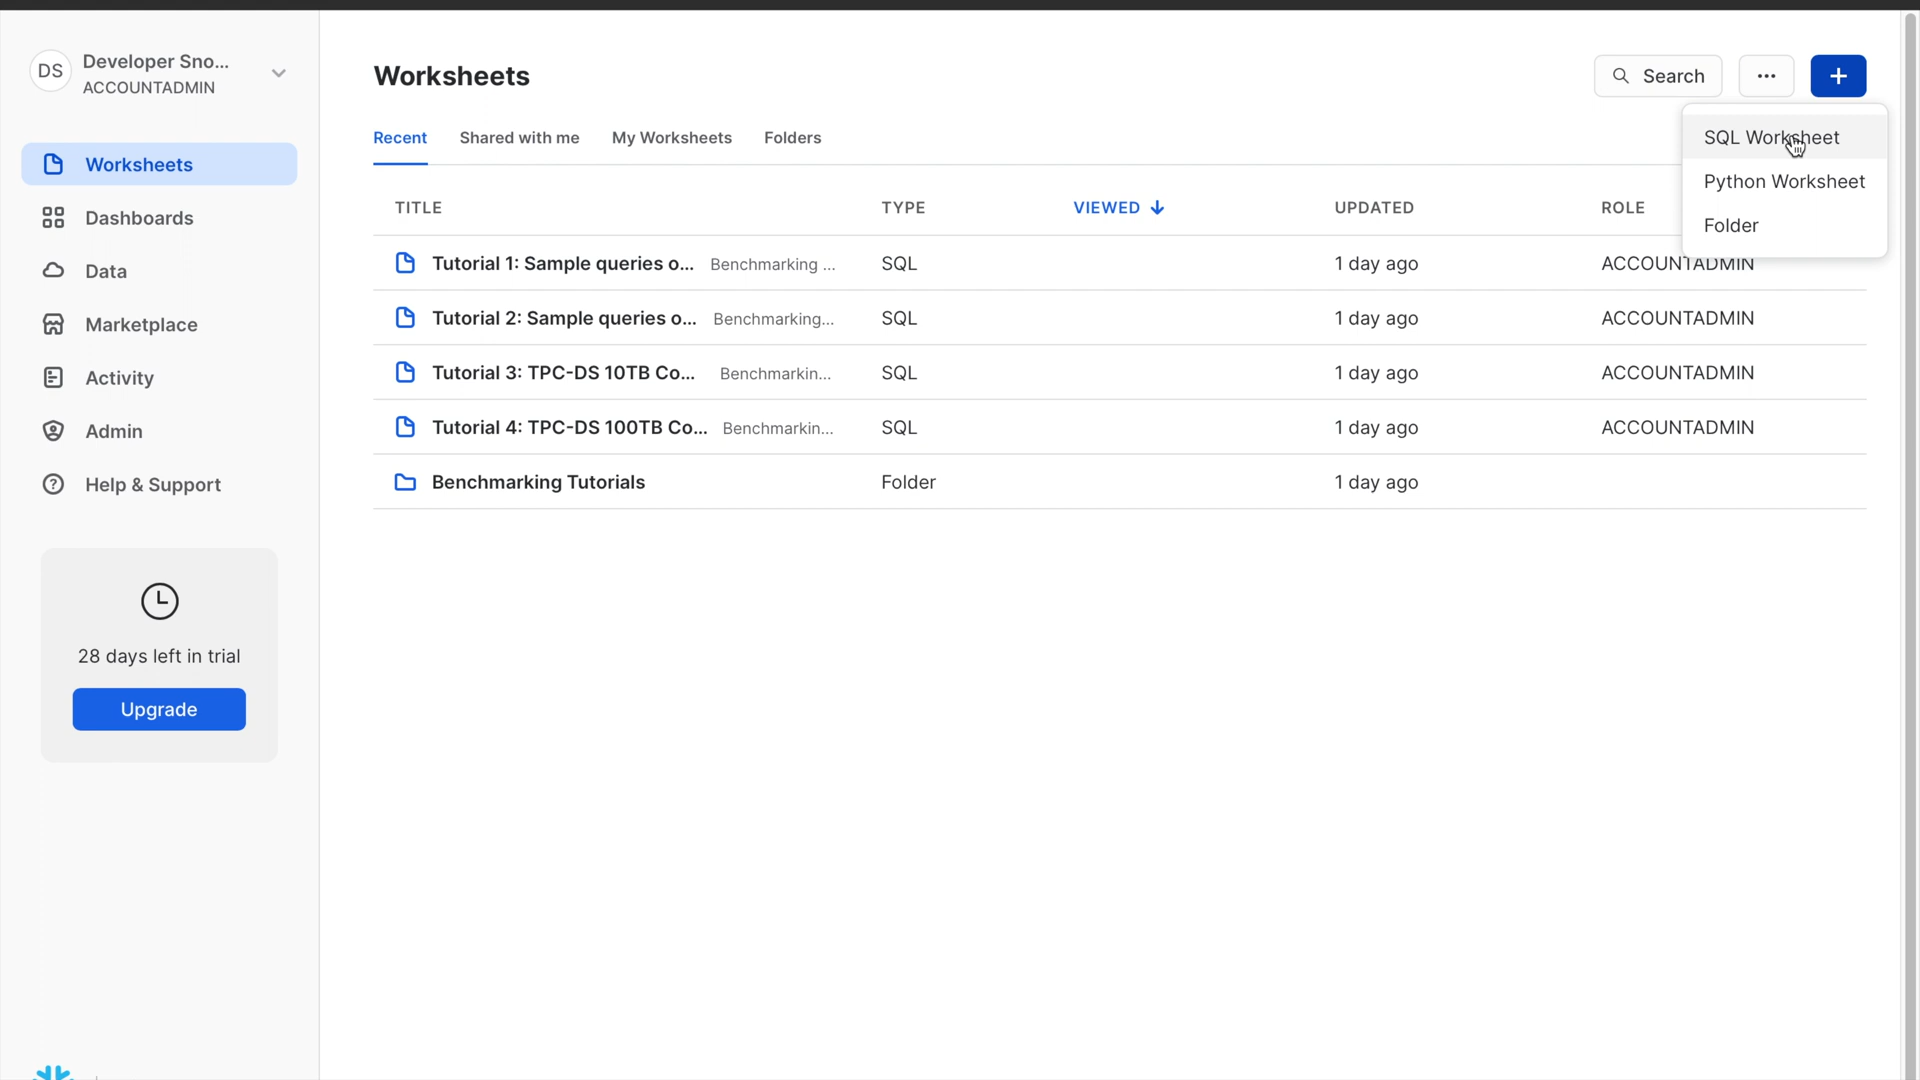 DS
Developer Sno...
ACCOUNTADMIN
Worksheets
Dashboards
Data
Marketplace
Activity
Admin
Help & Support
28 days left in trial
Upgrade
Worksheets
Search
Recent Shared with me My Worksheets Folders
SQL Worksheet
Python Worksheet
Folder
TITLE TYPE VIEWED UPDATED ROLE
Tutorial 1: Sample queries o... Benchmarking ... SQL 1 day ago ACCOUNTADMIN
Tutorial 2: Sample queries o... Benchmarking... SQL 1 day ago ACCOUNTADMIN
Tutorial 3: TPC-DS 10TB Co... Benchmarkin... SQL 1 day ago ACCOUNTADMIN
Tutorial 4: TPC-DS 100TB Co... Benchmarkin... SQL 1 day ago ACCOUNTADMIN
Benchmarking Tutorials Folder 1 day ago